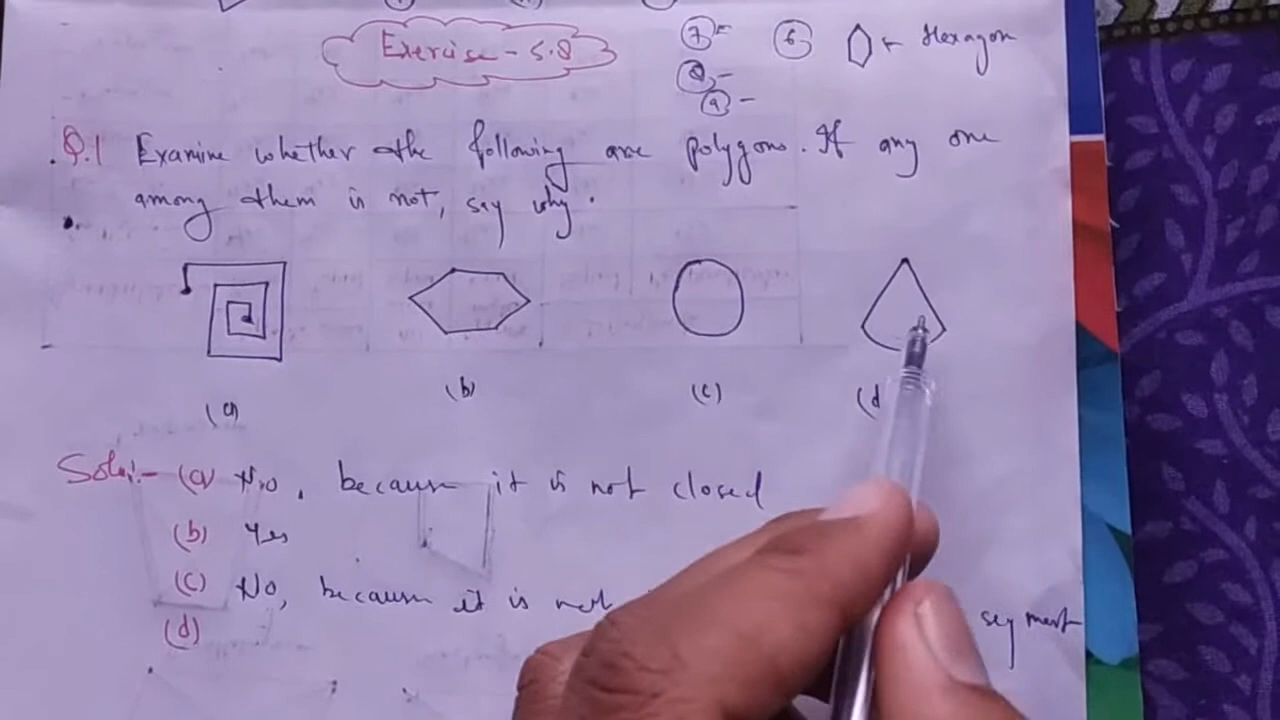 Exercise - 5.8
7 -
6
← Hexagon
8 -
9 -
Q.1 Examine whether the following are polygons. If any one
among them is not, say why.
(a) (b) (c) (d
Soln:- (a) No, because it is not closed
(b) Yes
(c) No, because it is not segment
(d)